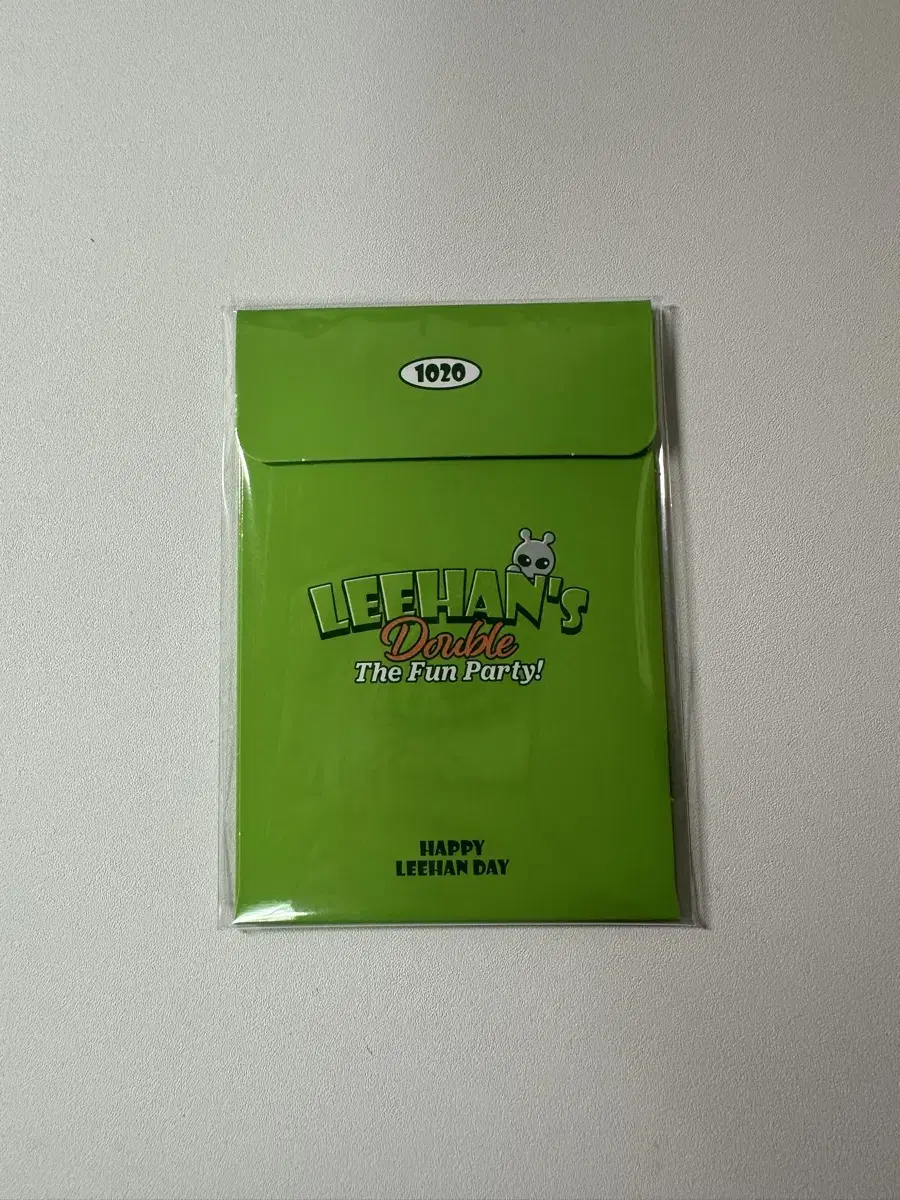 1020
LEEHAN'S
Double
The Fun Party!
HAPPY
LEEHAN DAY